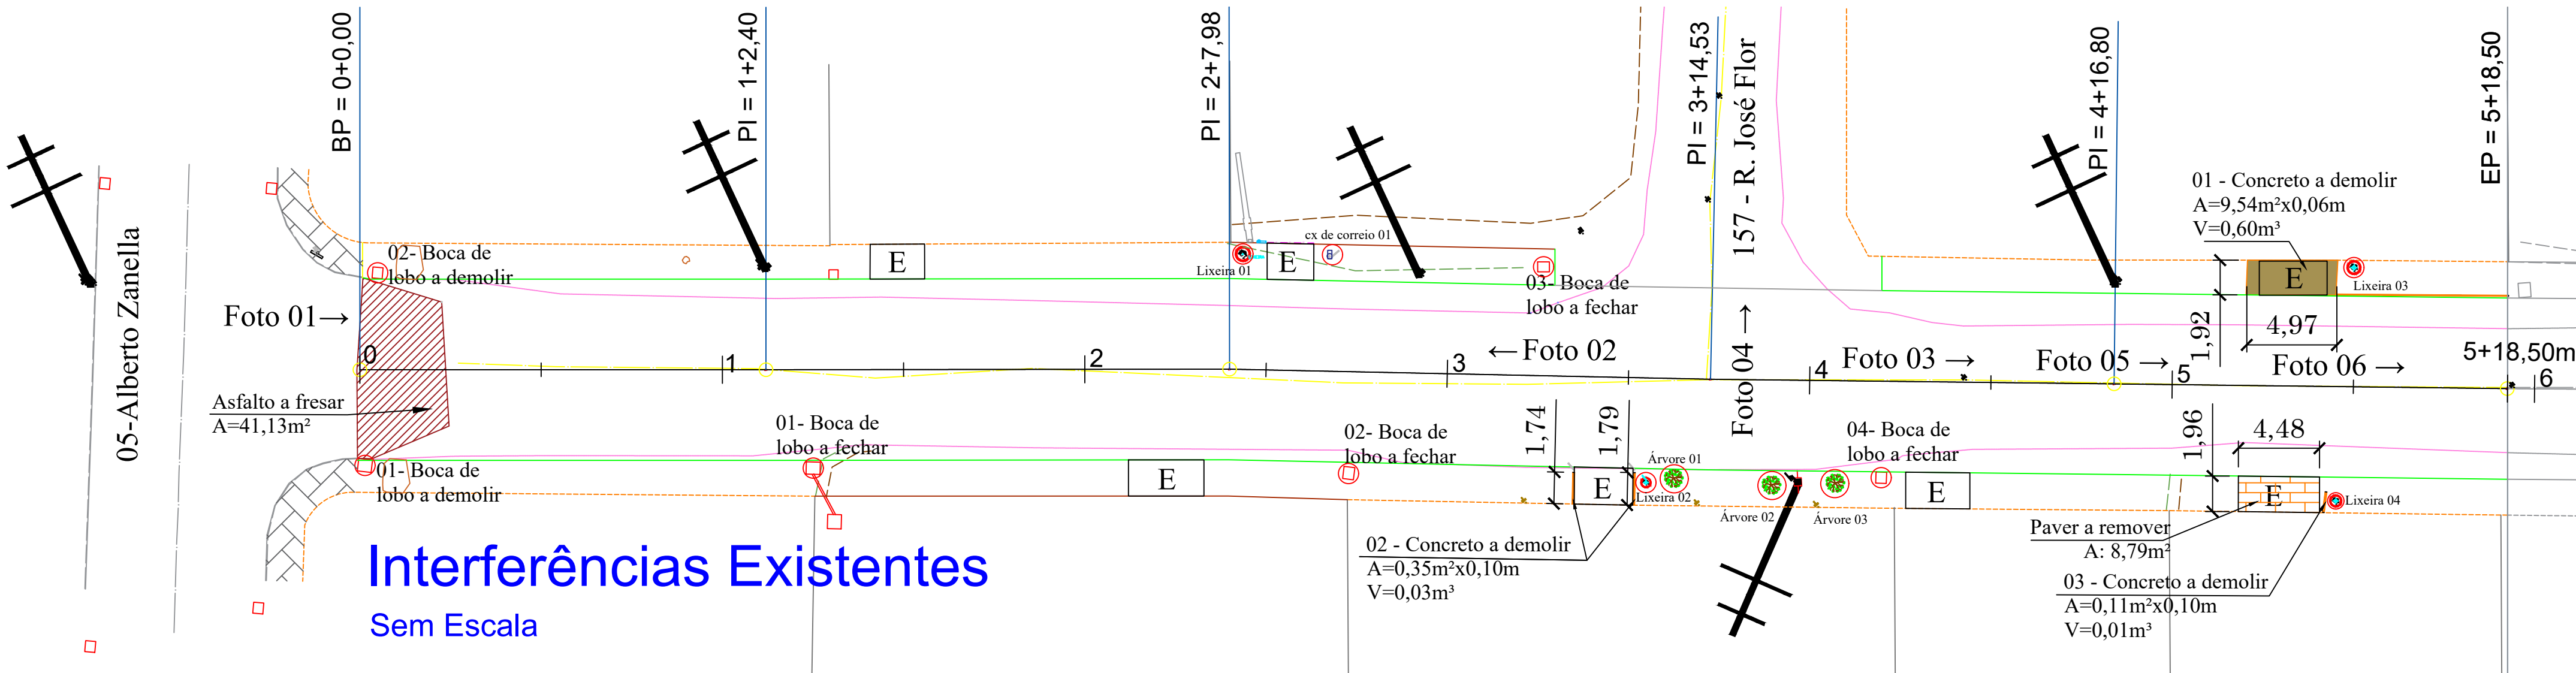 BP = 0+0,00
PI = 1+2,40
PI = 2+7,98
PI = 3+14,53
157 - R. José Flor
PI = 4+16,80
EP = 5+18,50
05-Alberto Zanella
02- Boca de
lobo a demolir
E
Lixeira 01
E
cx de correio 01
03- Boca de
lobo a fechar
01 - Concreto a demolir
A=9,54m²x0,06m
V=0,60m³
E
Lixeira 03
1,92
4,97
Foto 01→
0
1
2
3
←Foto 02
Foto 04 →
4
Foto 03 →
Foto 05 →
5
Foto 06 →
5+18,50m
6
Asfalto a fresar
A=41,13m²
01- Boca de
lobo a demolir
01- Boca de
lobo a fechar
E
02- Boca de
lobo a fechar
1,74
1,79
E
Lixeira 02
Árvore 01
Árvore 02
Árvore 03
04- Boca de
lobo a fechar
E
1,96
4,48
E
Lixeira 04
02 - Concreto a demolir
A=0,35m²x0,10m
V=0,03m³
Paver a remover
A: 8,79m²
03 - Concreto a demolir
A=0,11m²x0,10m
V=0,01m³
Interferências Existentes
Sem Escala